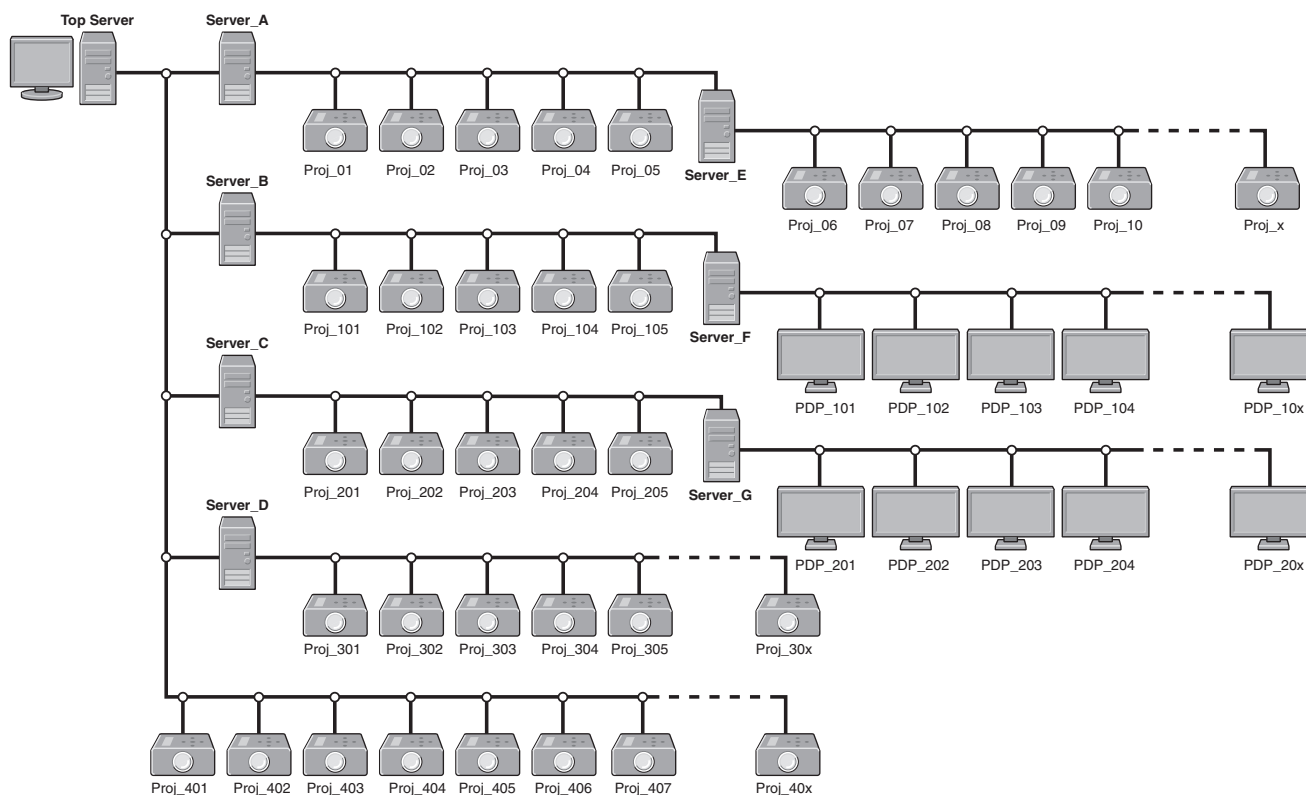 Top Server
Server_A
Proj_01 Proj_02 Proj_03 Proj_04 Proj_05
Server_E
Proj_06 Proj_07 Proj_08 Proj_09 Proj_10 Proj_x
Server_B
Proj_101 Proj_102 Proj_103 Proj_104 Proj_105
Server_F
PDP_101 PDP_102 PDP_103 PDP_104 PDP_10x
Server_C
Proj_201 Proj_202 Proj_203 Proj_204 Proj_205
Server_G
PDP_201 PDP_202 PDP_203 PDP_204 PDP_20x
Server_D
Proj_301 Proj_302 Proj_303 Proj_304 Proj_305 Proj_30x
Proj_401 Proj_402 Proj_403 Proj_404 Proj_405 Proj_406 Proj_407 Proj_40x